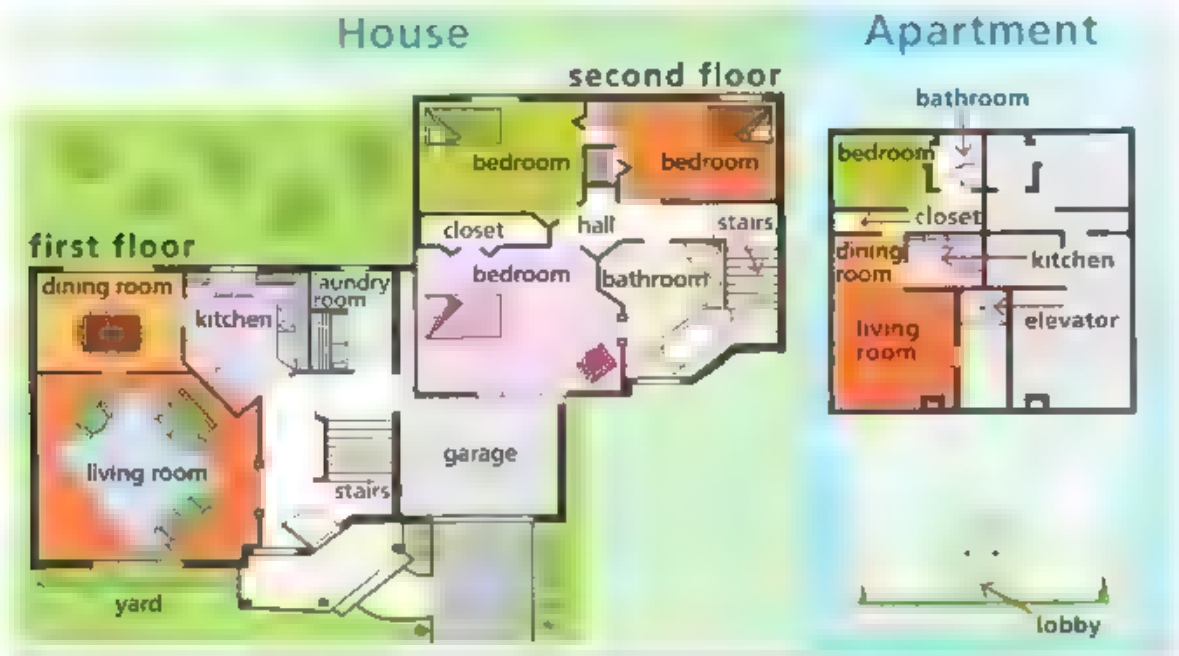 House
Apartment
second floor
bathroom
bedroom
bedroom
bedroom
closet
hall
stairs
closet
first floor
bedroom
bathroom
dining
room
kitchen
dining room
aundry
room
kitchen
elevator
living
room
garage
living room
stairs
yard
lobby